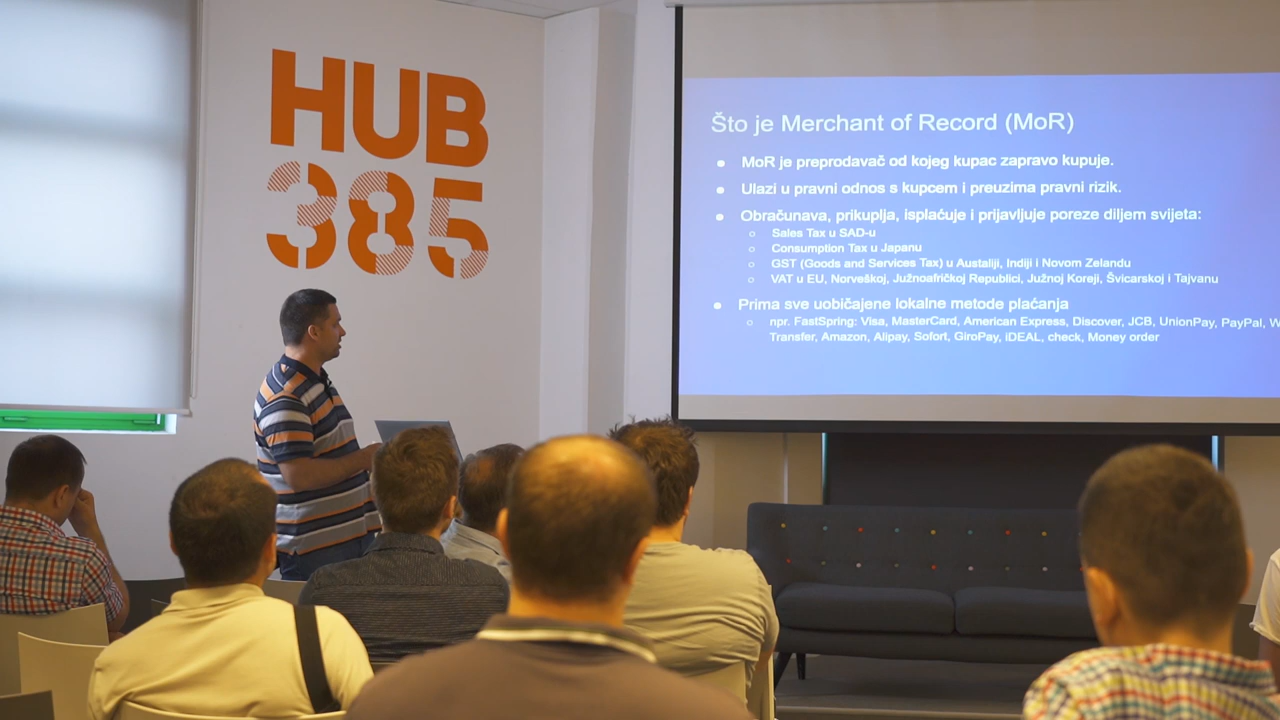 HUB
385
Što je Merchant of Record (MoR)
MoR je preprodavač od kojeg kupac zapravo kupuje.
Ulazi u pravni odnos s kupcem i preuzima pravni rizik.
Obračunava, prikuplja, isplaćuje i prijavljuje poreze diljem svijeta:
Sales Tax u SAD-u
Consumption Tax u Japanu
GST (Goods and Services Tax) u Austaliji, Indiji i Novom Zelandu
VAT u EU, Norveškoj, Južnoafričkoj Republici, Južnoj Koreji, Švicarskoj i Tajvanu
Prima sve uobičajene lokalne metode plaćanja
npr. FastSpring: Visa, MasterCard, American Express, Discover, JCB, UnionPay, PayPal,
Transfer, Amazon, Alipay, Sofort, GiroPay, iDEAL, check, Money order